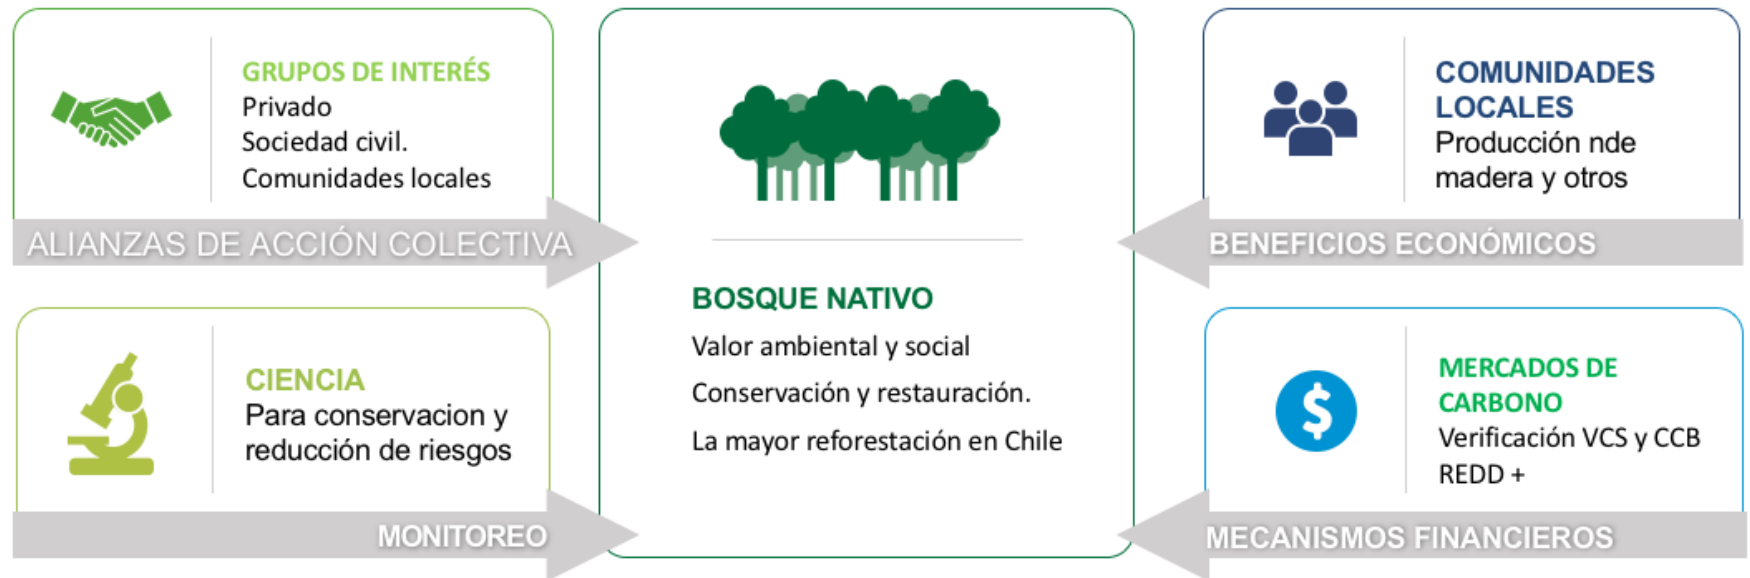 GRUPOS DE INTERÉS
Privado
Sociedad civil.
Comunidades locales
ALIANZAS DE ACCIÓN COLECTIVA
CIENCIA
Para conservacion y
reducción de riesgos
MONITOREO
BOSQUE NATIVO
Valor ambiental y social
Conservación y restauración.
La mayor reforestación en Chile
COMUNIDADES
LOCALES
Producción nde
madera y otros
BENEFICIOS ECONÓMICOS
$
MERCADOS DE
CARBONO
Verificación VCS y CCB
REDD +
MECANISMOS FINANCIEROS